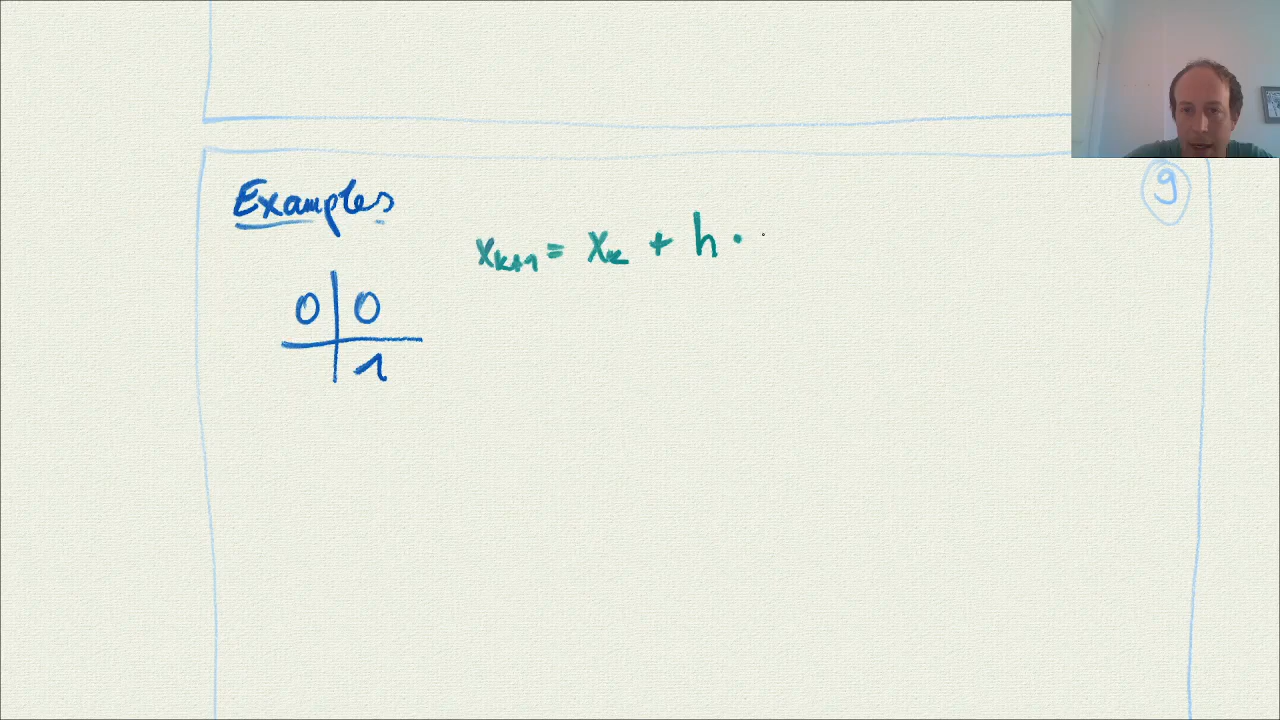 9
Examples
x_{k+1} = x_k + h ·
0 | 0
1